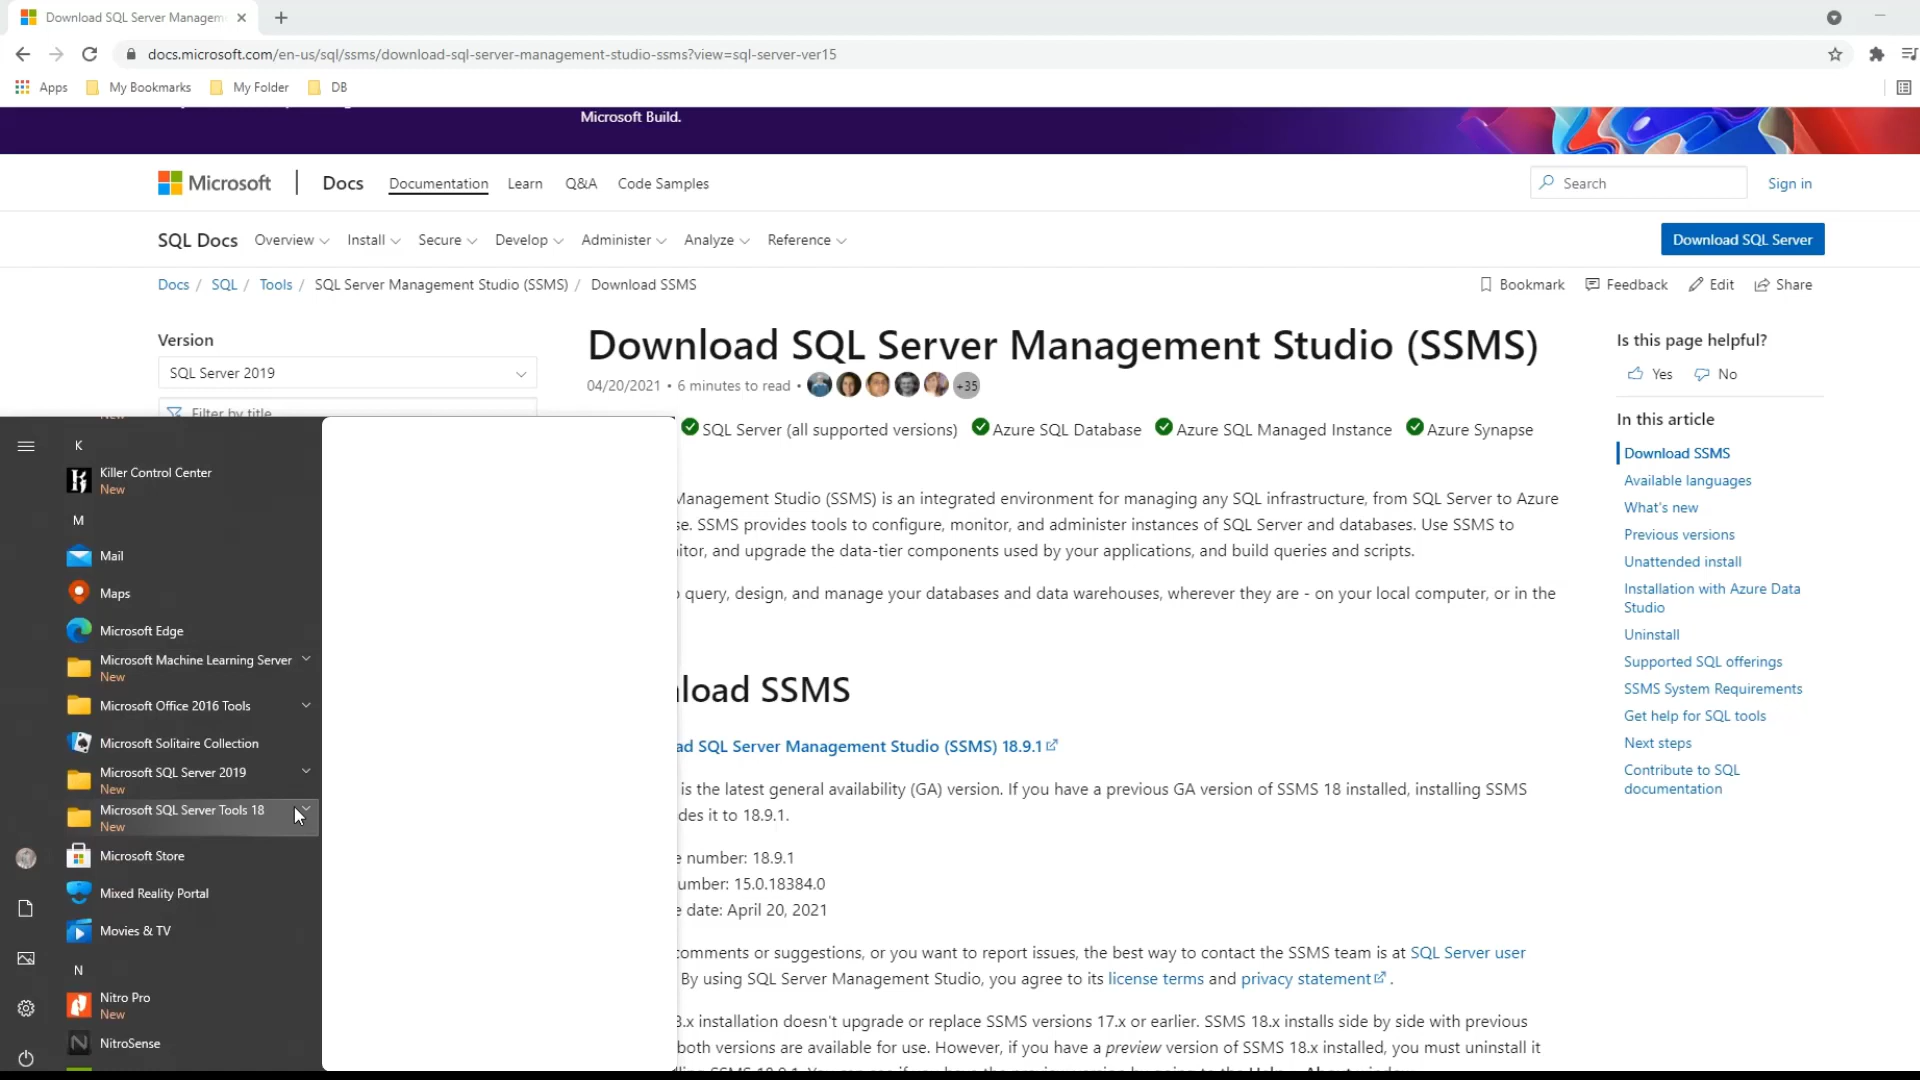 Download SQL Server Managem
docs.microsoft.com/en-us/sql/ssms/download-sql-server-management-studio-ssms?view=sql-server-ver15
Apps My Bookmarks My Folder DB
Microsoft Build.
Microsoft Docs Documentation Learn Q&A Code Samples Search Sign in
SQL Docs Overview Install Secure Develop Administer Analyze Reference Download SQL Server
Docs / SQL / Tools / SQL Server Management Studio (SSMS) / Download SSMS Bookmark Feedback Edit Share
Version
SQL Server 2019
Filter by title
Download SQL Server Management Studio (SSMS)
04/20/2021 • 6 minutes to read • +35
SQL Server (all supported versions) Azure SQL Database Azure SQL Managed Instance Azure Synapse
Management Studio (SSMS) is an integrated environment for managing any SQL infrastructure, from SQL Server to Azure
se. SSMS provides tools to configure, monitor, and administer instances of SQL Server and databases. Use SSMS to
itor, and upgrade the data-tier components used by your applications, and build queries and scripts.
query, design, and manage your databases and data warehouses, wherever they are - on your local computer, or in the
load SSMS
ad SQL Server Management Studio (SSMS) 18.9.1
is the latest general availability (GA) version. If you have a previous GA version of SSMS 18 installed, installing SSMS
des it to 18.9.1.
e number: 18.9.1
umber: 15.0.18384.0
e date: April 20, 2021
comments or suggestions, or you want to report issues, the best way to contact the SSMS team is at SQL Server user
By using SQL Server Management Studio, you agree to its license terms and privacy statement .
8.x installation doesn't upgrade or replace SSMS versions 17.x or earlier. SSMS 18.x installs side by side with previous
both versions are available for use. However, if you have a preview version of SSMS 18.x installed, you must uninstall it
Is this page helpful?
Yes No
In this article
Download SSMS
Available languages
What's new
Previous versions
Unattended install
Installation with Azure Data
Studio
Uninstall
Supported SQL offerings
SSMS System Requirements
Get help for SQL tools
Next steps
Contribute to SQL
documentation
New
K
Killer Control Center
New
M
Mail
Maps
Microsoft Edge
Microsoft Machine Learning Server
New
Microsoft Office 2016 Tools
Microsoft Solitaire Collection
Microsoft SQL Server 2019
New
Microsoft SQL Server Tools 18
New
Microsoft Store
Mixed Reality Portal
Movies & TV
N
Nitro Pro
New
NitroSense